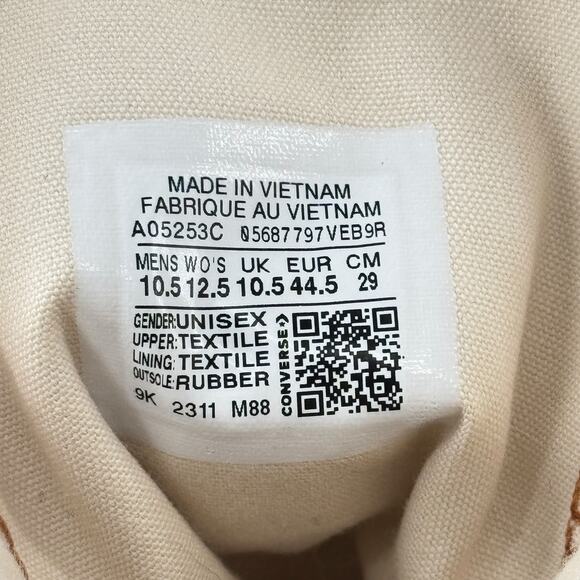 MADE IN VIETNAM
FABRIQUE AU VIETNAM
A05253C 05687797VEB9R
MENS WO'S UK EUR CM
10.5 12.5 10.5 44.5 29
GENDER:UNISEX
UPPER:TEXTILE
LINING:TEXTILE
OUTSOLE:RUBBER
9K 2311 M88
CONVERSE